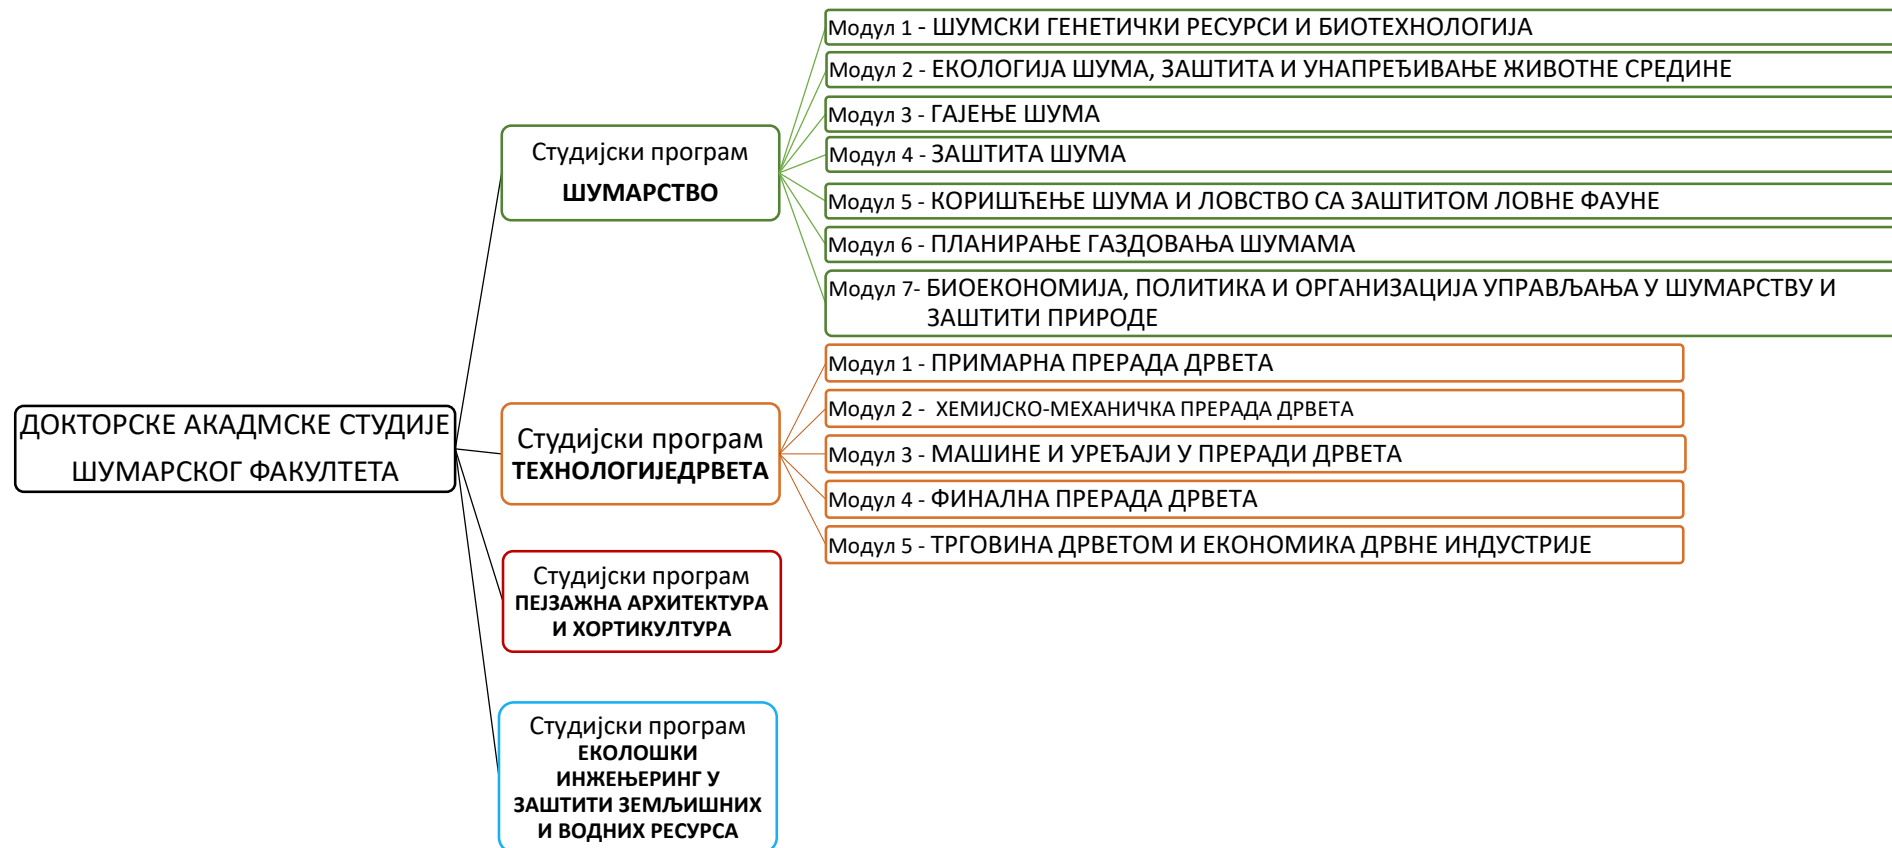 ДОКТОРСКЕ АКАДМСКЕ СТУДИЈЕ
ШУМАРСКОГ ФАКУЛТЕТА
Студијски програм
ШУМАРСТВО
Модул 1 - ШУМСКИ ГЕНЕТИЧКИ РЕСУРСИ И БИОТЕХНОЛОГИЈА
Модул 2 - ЕКОЛОГИЈА ШУМА, ЗАШТИТА И УНАПРЕЂИВАЊЕ ЖИВОТНЕ СРЕДИНЕ
Модул 3 - ГАЈЕЊЕ ШУМА
Модул 4 - ЗАШТИТА ШУМА
Модул 5 - КОРИШЋЕЊЕ ШУМА И ЛОВСТВО СА ЗАШТИТОМ ЛОВНЕ ФАУНЕ
Модул 6 - ПЛАНИРАЊЕ ГАЗДОВАЊА ШУМАМА
Модул 7- БИОЕКОНОМИЈА, ПОЛИТИКА И ОРГАНИЗАЦИЈА УПРАВЉАЊА У ШУМАРСТВУ И
ЗАШТИТИ ПРИРОДЕ
Студијски програм
ТЕХНОЛОГИЈЕДРВЕТА
Модул 1 - ПРИМАРНА ПРЕРАДА ДРВЕТА
Модул 2 - ХЕМИЈСКО-МЕХАНИЧКА ПРЕРАДА ДРВЕТА
Модул 3 - МАШИНЕ И УРЕЂАЈИ У ПРЕРАДИ ДРВЕТА
Модул 4 - ФИНАЛНА ПРЕРАДА ДРВЕТА
Модул 5 - ТРГОВИНА ДРВЕТОМ И ЕКОНОМИКА ДРВНЕ ИНДУСТРИЈЕ
Студијски програм
ПЕЈЗАЖНА АРХИТЕКТУРА
И ХОРТИКУЛТУРА
Студијски програм
ЕКОЛОШКИ
ИНЖЕЊЕРИНГ У
ЗАШТИТИ ЗЕМЉИШНИХ
И ВОДНИХ РЕСУРСА